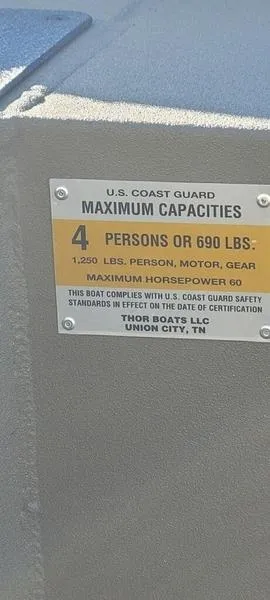 U.S. COAST GUARD
MAXIMUM CAPACITIES
4 PERSONS OR 690 LBS.
1,250 LBS. PERSON, MOTOR, GEAR
MAXIMUM HORSEPOWER 60
THIS BOAT COMPLIES WITH U.S. COAST GUARD SAFETY
STANDARDS IN EFFECT ON THE DATE OF CERTIFICATION
THOR BOATS LLC
UNION CITY, TN